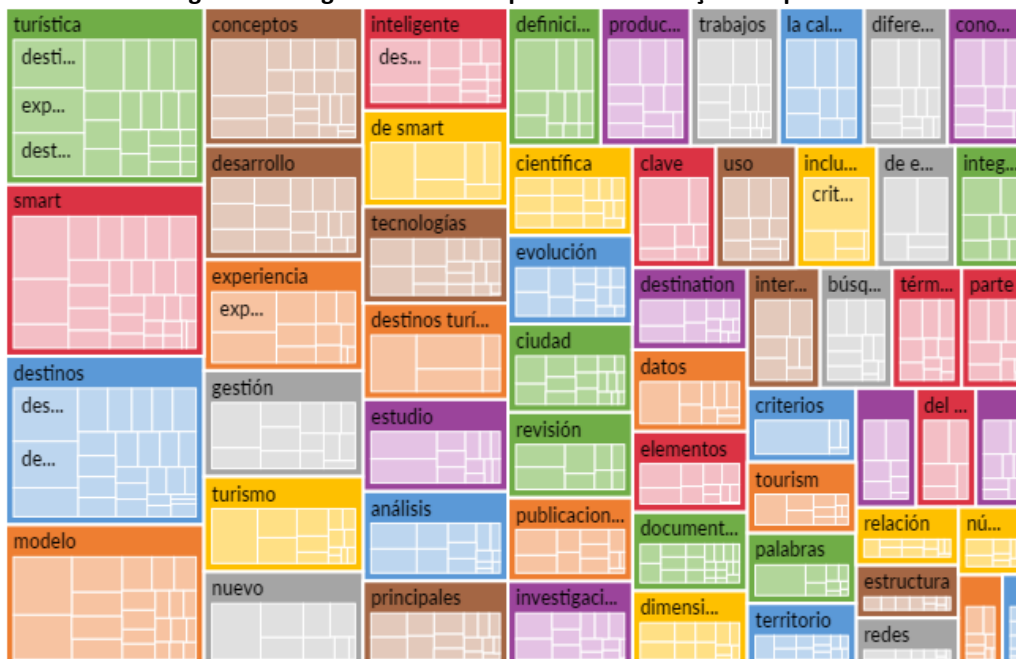 turística
desti...
exp...
dest...
smart
destinos
des...
de...
modelo
conceptos
desarrollo
experiencia
exp...
gestión
turismo
nuevo
inteligente
des...
de smart
tecnologías
destinos turí...
estudio
análisis
principales
definici...
produc...
trabajos
la cal...
difere...
cono...
científica
evolución
ciudad
revisión
publicacion...
investigaci...
clave
uso
inclu...
crit...
de e...
integ...
destination
datos
elementos
document...
dimensi...
inter...
búsq...
térm...
parte
criterios
tourism
palabras
territorio
del ...
relación
nú...
estructura
redes